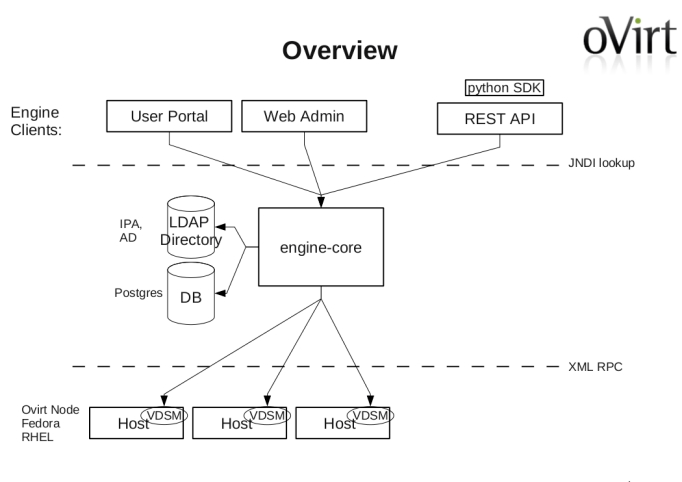 oVirt
Overview
python SDK
Engine
Clients:
User Portal
Web Admin
REST API
JNDI lookup
IPA,
AD
LDAP
Directory
engine-core
Postgres
DB
XML RPC
Ovirt Node
Fedora
RHEL
Host
VDSM
Host
VDSM
Host
VDSM